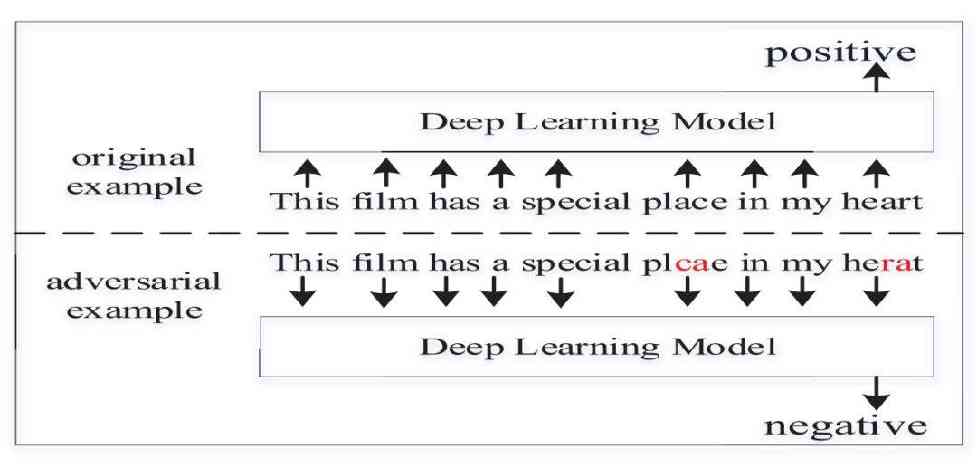 positive
Deep Learning Model
original
example
This film has a special place in my heart
This film has a special plcae in my herat
adversarial
example
Deep Learning Model
negative